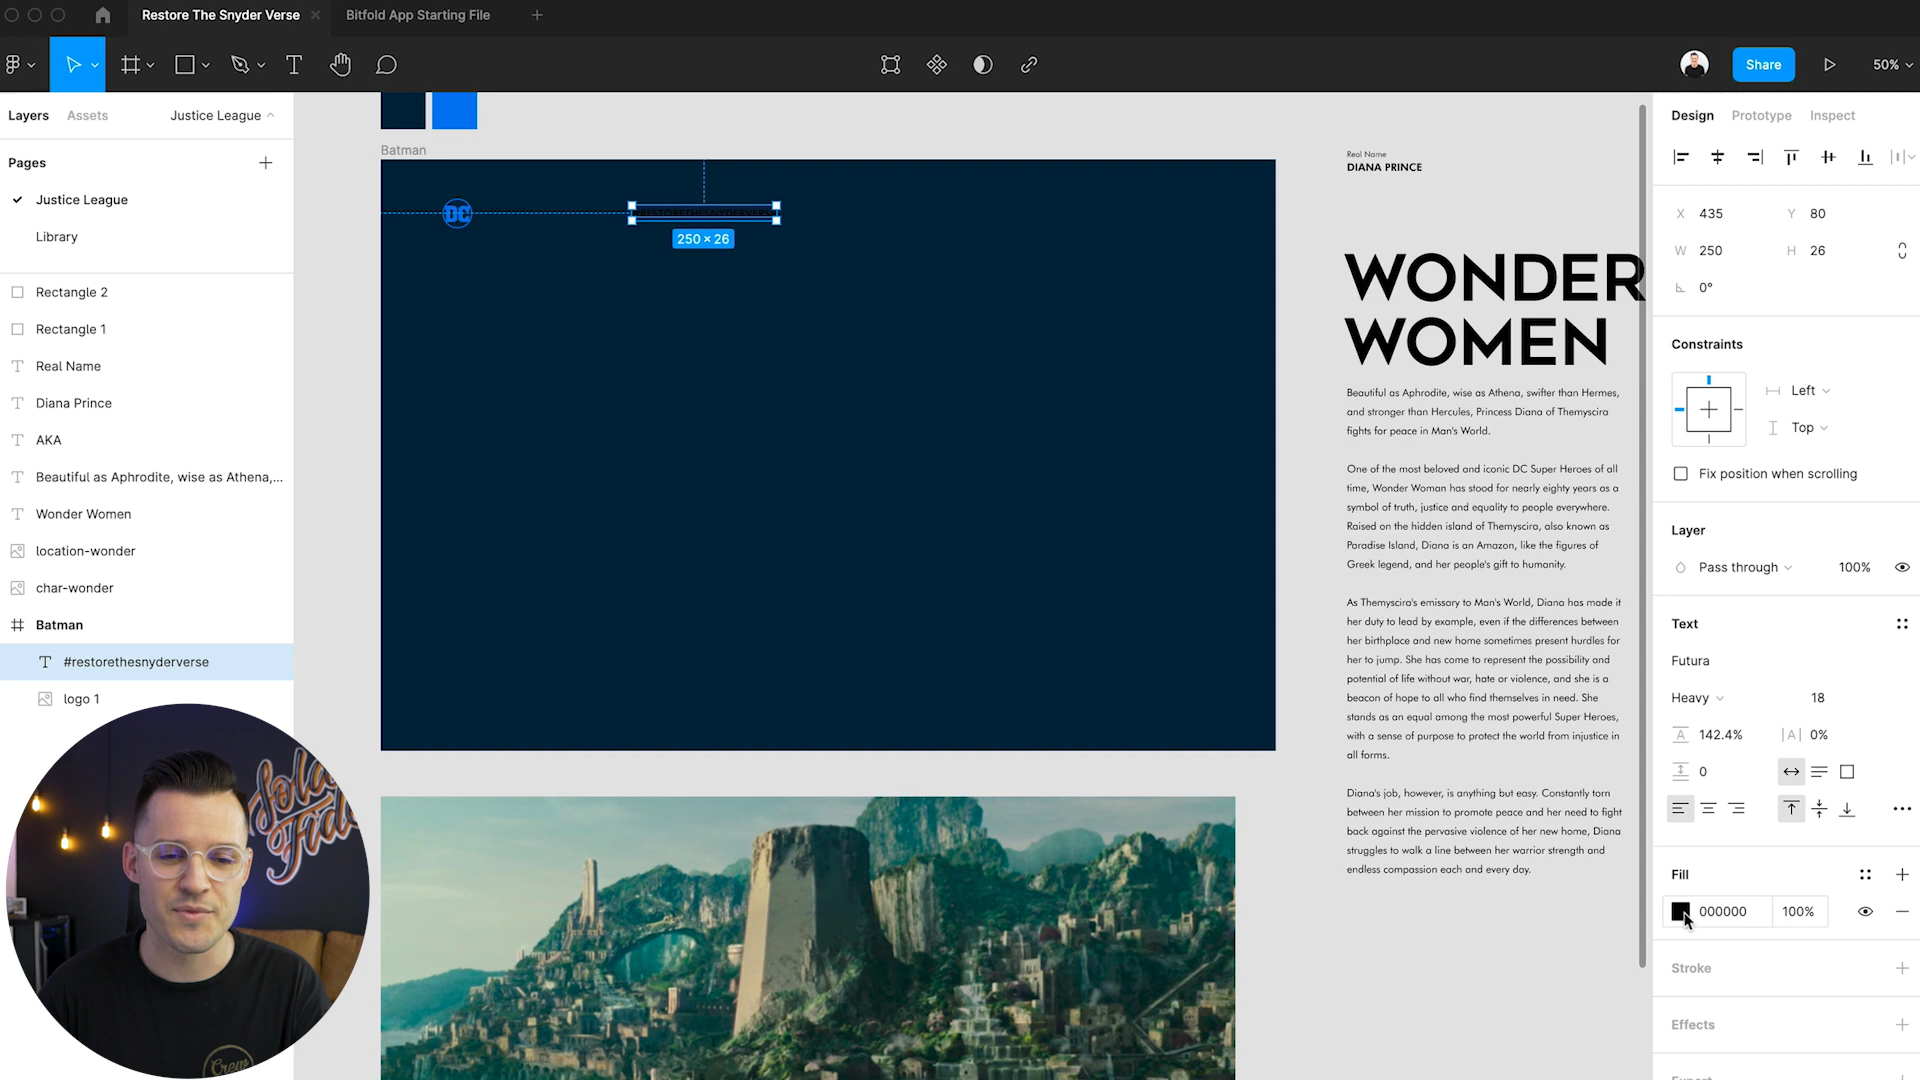 Restore The Snyder Verse
Bitfold App Starting File
Share
50%
Layers
Assets
Justice League
Pages
Justice League
Library
Rectangle 2
Rectangle 1
Real Name
Diana Prince
AKA
Beautiful as Aphrodite, wise as Athena,...
Wonder Women
location-wonder
char-wonder
Batman
#restorethesnyderverse
logo 1
Batman
DC
#RESTORETHESNYDERVERSE
250 × 26
Real Name
DIANA PRINCE
WONDER
WOMEN
Beautiful as Aphrodite, wise as Athena, swifter than Hermes,
and stronger than Hercules, Princess Diana of Themyscira
fights for peace in Man's World.
One of the most beloved and iconic DC Super Heroes of all
time, Wonder Woman has stood for nearly eighty years as a
symbol of truth, justice and equality to people everywhere.
Raised on the hidden island of Themyscira, also known as
Paradise Island, Diana is an Amazon, like the figures of
Greek legend, and her people's gift to humanity.
As Themyscira's emissary to Man's World, Diana has made it
her duty to lead by example, even if the differences between
her birthplace and new home sometimes present hurdles for
her to jump. She has come to represent the possibility and
potential of life without war, hate or violence, and she is a
beacon of hope to all who find themselves in need. She
stands as an equal among the most powerful Super Heroes,
with a sense of purpose to protect the world from injustice in
all forms.
Diana's job, however, is anything but easy. Constantly torn
between her mission to promote peace and her need to fight
back against the pervasive violence of her new home, Diana
struggles to walk a line between her warrior strength and
endless compassion each and every day.
Design
Prototype
Inspect
X 435
Y 80
W 250
H 26
0°
Constraints
Left
Top
Fix position when scrolling
Layer
Pass through
100%
Text
Futura
Heavy
18
A 142.4%
|A| 0%
0
Fill
000000
100%
Stroke
Effects
Crew